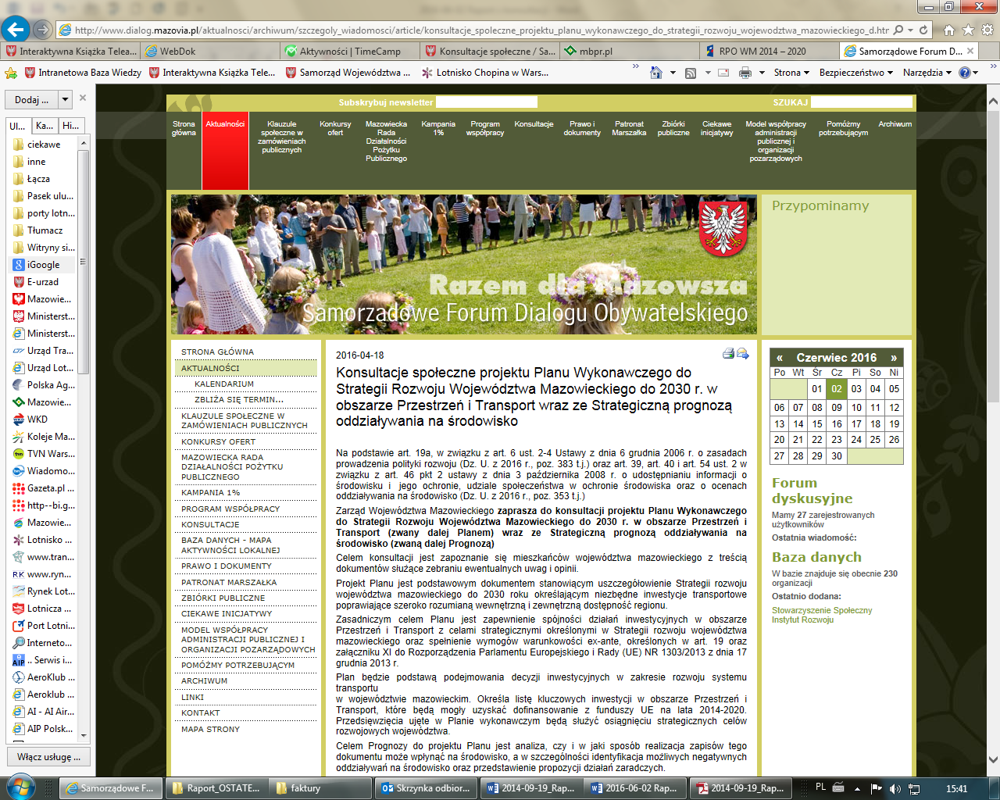 http://www.dialog.mazovia.pl/aktualnosci/archiwum/szczegoly_wiadomosci/article/konsultacje_spoleczne_projektu_planu_wykonawczego_do_strategii_rozwoju_wojewodztwa_mazowieckiego_d.htm
Interaktywna Książka Telea...
WebDok
Aktywności | TimeCamp
Konsultacje społeczne / Sa...
mbpr.pl
RPO WM 2014 – 2020
Samorządowe Forum D...
Intranetowa Baza Wiedzy
Interaktywna Książka Tele...
Samorząd Województwa ...
Lotnisko Chopina w Wars...
Strona
Bezpieczeństwo
Narzędzia
Dodaj ...
Ul...
Ka...
Hi...
ciekawe
inne
Łącza
Pasek ulu...
porty lotn...
Tłumacz
Witryny si...
iGoogle
E-urzad
Mazowie...
Ministerst...
Ministerst...
Urząd Tra...
Urząd Lot...
Polska Ag...
Mazowie...
WKD
Koleje Ma...
TVN Wars...
Wiadomo...
Gazeta.pl ...
http--bi.g...
Mazowie...
Lotnisko ...
www.tran...
www.ryn...
Rynek Lot...
Lotnicza ...
Port Lotni...
Interneto...
.. Serwis i...
AeroKlub ...
Aeroklub ...
AI - AI Air...
AIP Polsk...
Włącz usługę ...
Subskrybuj newsletter
SZUKAJ
Strona
główna
Aktualności
Klauzule
społeczne w
zamówieniach
publicznych
Konkursy
ofert
Mazowiecka
Rada
Działalności
Pożytku
Publicznego
Kampania
1%
Program
współpracy
Konsultacje
Prawo i
dokumenty
Patronat
Marszałka
Zbiórki
publiczne
Ciekawe
inicjatywy
Model współpracy
administracji
publicznej i
organizacji
pozarządowych
Pomóżmy
potrzebującym
Archiwum
Razem dla Mazowsza
Samorządowe Forum Dialogu Obywatelskiego
Przypominamy
STRONA GŁÓWNA
AKTUALNOŚCI
KALENDARIUM
ZBLIŻA SIĘ TERMIN...
KLAUZULE SPOŁECZNE W
ZAMÓWIENIACH PUBLICZNYCH
KONKURSY OFERT
MAZOWIECKA RADA
DZIAŁALNOŚCI POŻYTKU
PUBLICZNEGO
KAMPANIA 1%
PROGRAM WSPÓŁPRACY
KONSULTACJE
BAZA DANYCH - MAPA
AKTYWNOŚCI LOKALNEJ
PRAWO I DOKUMENTY
PATRONAT MARSZAŁKA
ZBIÓRKI PUBLICZNE
CIEKAWE INICJATYWY
MODEL WSPÓŁPRACY
ADMINISTRACJI PUBLICZNEJ I
ORGANIZACJI POZARZĄDOWYCH
POMÓŻMY POTRZEBUJĄCYM
ARCHIWUM
LINKI
KONTAKT
MAPA STRONY
2016-04-18
Konsultacje społeczne projektu Planu Wykonawczego do
Strategii Rozwoju Województwa Mazowieckiego do 2030 r. w
obszarze Przestrzeń i Transport wraz ze Strategiczną prognozą
oddziaływania na środowisko
Na podstawie art. 19a, w związku z art. 6 ust. 2-4 Ustawy z dnia 6 grudnia 2006 r. o zasadach
prowadzenia polityki rozwoju (Dz. U. z 2016 r., poz. 383 t.j.) oraz art. 39, art. 40 i art. 54 ust. 2 w
związku z art. 46 pkt 2 ustawy z dnia 3 października 2008 r. o udostępnianiu informacji o
środowisku i jego ochronie, udziale społeczeństwa w ochronie środowiska oraz o ocenach
oddziaływania na środowisko (Dz. U. z 2016 r., poz. 353 t.j.)
Zarząd Województwa Mazowieckiego zaprasza do konsultacji projektu Planu Wykonawczego
do Strategii Rozwoju Województwa Mazowieckiego do 2030 r. w obszarze Przestrzeń i
Transport (zwany dalej Planem) wraz ze Strategiczną prognozą oddziaływania na
środowisko (zwaną dalej Prognozą)
Celem konsultacji jest zapoznanie się mieszkańców województwa mazowieckiego z treścią
dokumentów służące zebraniu ewentualnych uwag i opinii.
Projekt Planu jest podstawowym dokumentem stanowiącym uszczegółowienie Strategii rozwoju
województwa mazowieckiego do 2030 roku określającym niezbędne inwestycje transportowe
poprawiające szeroko rozumianą wewnętrzną i zewnętrzną dostępność regionu.
Zasadniczym celem Planu jest zapewnienie spójności działań inwestycyjnych w obszarze
Przestrzeń i Transport z celami strategicznymi określonymi w Strategii rozwoju województwa
mazowieckiego oraz spełnienie wymogów warunkowości ex-ante, określonych w art. 19 oraz
załączniku XI do Rozporządzenia Parlamentu Europejskiego i Rady (UE) NR 1303/2013 z dnia 17
grudnia 2013 r.
Plan będzie podstawą podejmowania decyzji inwestycyjnych w zakresie rozwoju systemu
transportu
w województwie mazowieckim. Określa listę kluczowych inwestycji w obszarze Przestrzeń i
Transport, które będą mogły uzyskać dofinansowanie z funduszy UE na lata 2014-2020.
Przedsięwzięcia ujęte w Planie wykonawczym będą służyć osiągnięciu strategicznych celów
rozwojowych województwa.
Celem Prognozy do projektu Planu jest analiza, czy i w jaki sposób realizacja zapisów tego
dokumentu może wpłynąć na środowisko, a w szczególności identyfikacja możliwych negatywnych
oddziaływań na środowisko oraz przedstawienie propozycji działań zaradczych.
« Czerwiec 2016 »
Po Wt Śr Cz Pi So Ni
01 02 03 04 05
06 07 08 09 10 11 12
13 14 15 16 17 18 19
20 21 22 23 24 25 26
27 28 29 30
Forum
dyskusyjne
Mamy 27 zarejestrowanych
użytkowników
Ostatnia wiadomość:
Baza danych
W bazie znajduje się obecnie 230
organizacji
Ostatnio dodana:
Stowarzyszenie Społeczny
Instytut Rozwoju
Samorządowe F...
Raport_OSTATE...
faktury
Skrzynka odbior...
2014-09-19_Rap...
2016-06-02 Rap...
2014-09-19_Rap...
PL
15:41